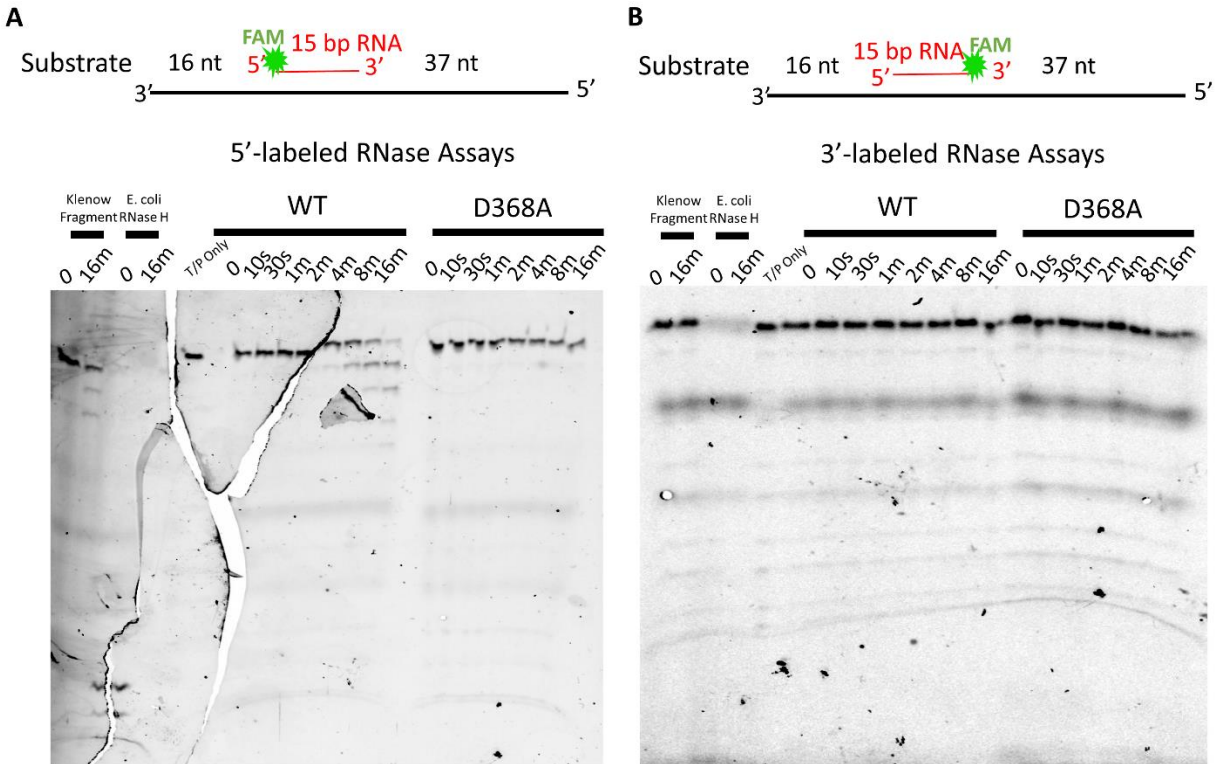 A
FAM
15 bp RNA
Substrate
16 nt
5’
3’
37 nt
3’
5’
5’-labeled RNase Assays
Klenow
Fragment
E. coli
RNase H
WT
D368A
0
16m
0
16m
T/P Only
0
10s
30s
1m
2m
4m
8m
16m
0
10s
30s
1m
2m
4m
8m
16m
B
15 bp RNA
FAM
Substrate
16 nt
5’
3’
37 nt
3’
5’
3’-labeled RNase Assays
Klenow
Fragment
E. coli
RNase H
WT
D368A
0
16m
0
16m
T/P Only
0
10s
30s
1m
2m
4m
8m
16m
0
10s
30s
1m
2m
4m
8m
16m